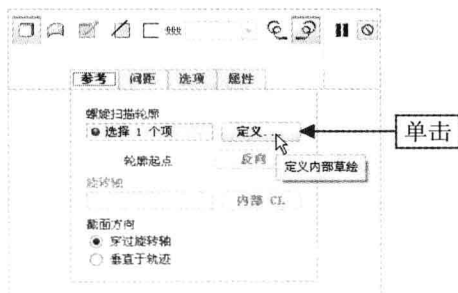 参考 间距 选项 属性
螺旋扫描轮廓
选择 1 个项 定义...
单击
轮廓起点 反向
定义内部草绘
旋转轴
内部 CL
截面方向
穿过旋转轴
垂直于轨迹